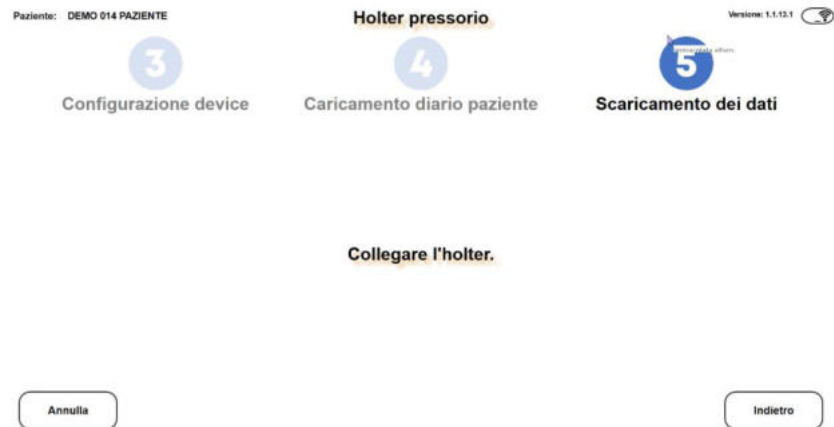 Paziente: DEMO 014 PAZIENTE
Holter pressorio
Versione: 1.1.13.1
3
4
5
Configurazione device
Caricamento diario paziente
Scaricamento dei dati
Collegare l'holter.
Annulla
Indietro